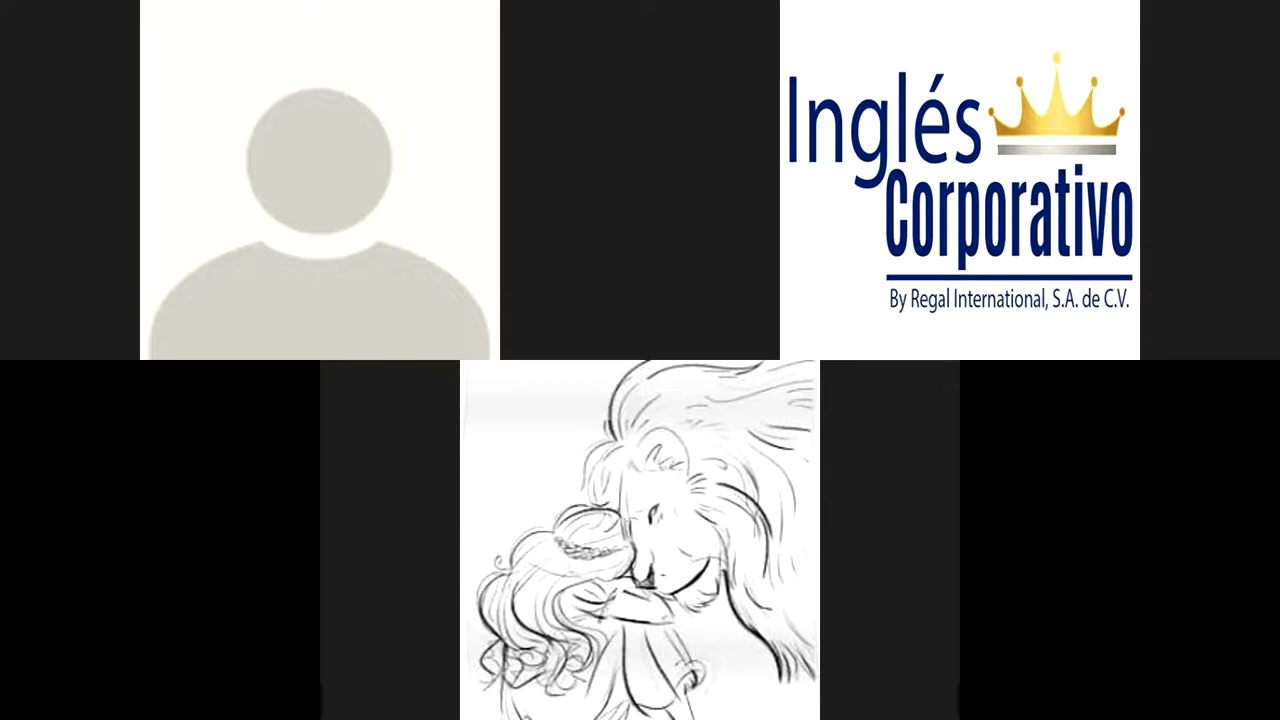 Inglés
Corporativo
By Regal International, S.A. de C.V.